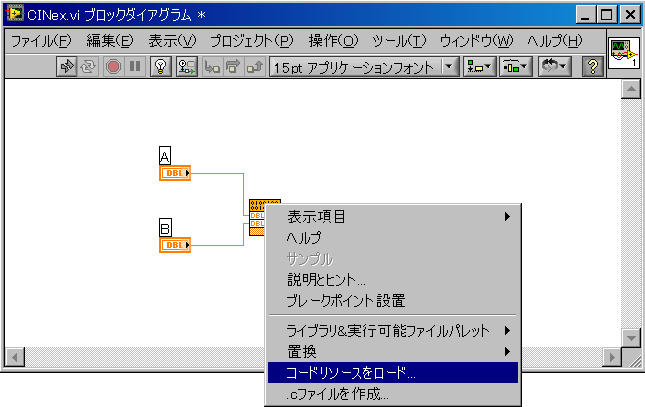 CINex.vi ブロックダイアグラム *
ファイル(F) 編集(E) 表示(V) プロジェクト(P) 操作(O) ツール(T) ウィンドウ(W) ヘルプ(H)
15pt アプリケーションフォント
1
A
DBL
B
DBL
DBL
DBL
表示項目
ヘルプ
サンプル
説明とヒント...
ブレークポイント設置
ライブラリ&実行可能ファイルパレット
置換
コードリソースをロード...
.cファイルを作成...